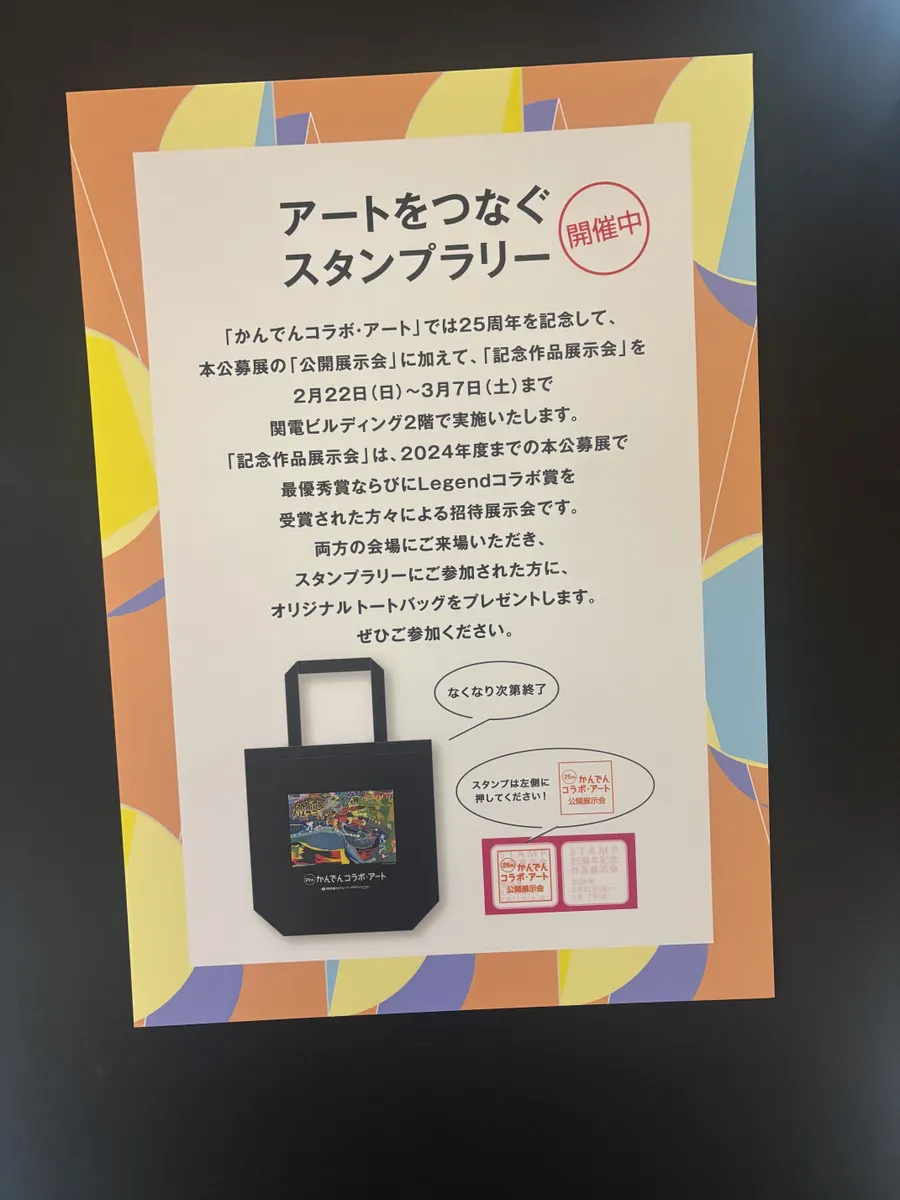 アートをつなぐ
スタンプラリー
開催中
「かんでんコラボ・アート」では25周年を記念して、
本公募展の「公開展示会」に加えて、「記念作品展示会」を
2月22日(日)〜3月7日(土)まで
関電ビルディング2階で実施いたします。
「記念作品展示会」は、2024年度までの本公募展で
最優秀賞ならびにLegendコラボ賞を
受賞された方々による招待展示会です。
両方の会場にご来場いただき、
スタンプラリーにご参加された方に、
オリジナルトートバッグをプレゼントします。
ぜひご参加ください。
なくなり次第終了
スタンプは左側に
押してください!
かんでん
コラボ・アート
公開展示会
かんでんコラボ・アート
STAMP
かんでん
コラボ・アート
公開展示会
STAMP
25周年記念
作品展示会